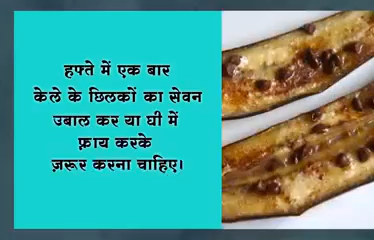 हफ्ते में एक बार
केले के छिलकों का सेवन
उबाल कर या घी में
फ्राय करके
ज़रूर करना चाहिए।